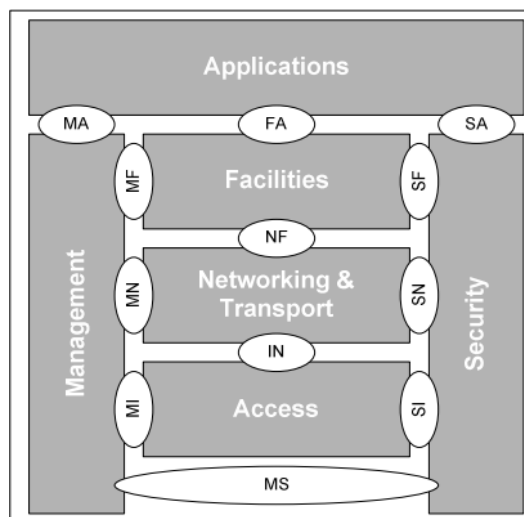 Applications
MA
FA
SA
MF
Facilities
SF
NF
Management
MN
Networking &
Transport
SN
Security
IN
MI
Access
SI
MS